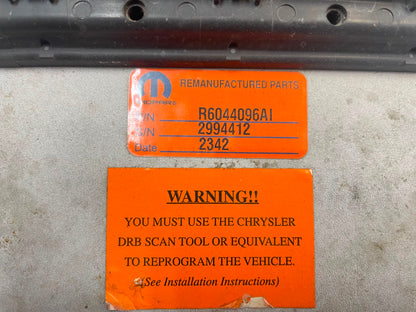 REMANUFACTURED PARTS
MOPAR
P/N R6044096AI
S/N 2994412
Date 2342
WARNING!!
YOU MUST USE THE CHRYSLER
DRB SCAN TOOL OR EQUIVALENT
TO REPROGRAM THE VEHICLE.
(See Installation Instructions)